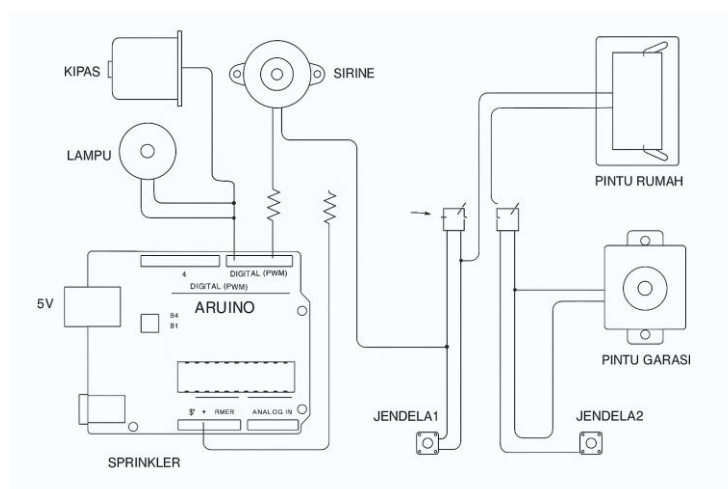 KIPAS
SIRINE
LAMPU
PINTU RUMAH
4
DIGITAL (PWM)
DIGITAL (PWM)
5V
ARUINO
B4
B1
PINTU GARASI
+ RMER
ANALOG IN
JENDELA1
JENDELA2
SPRINKLER